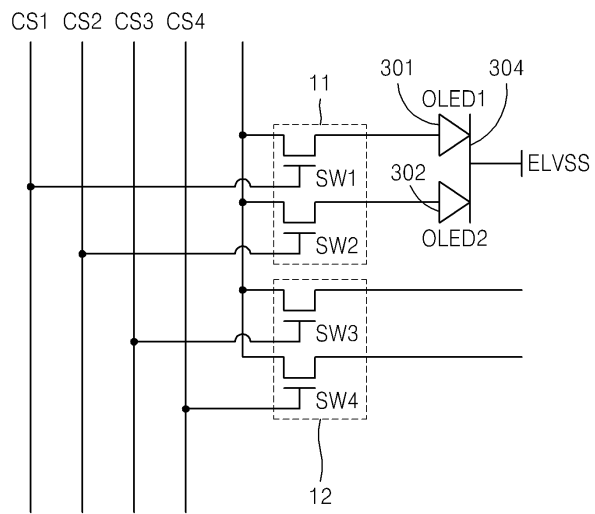 CS1 CS2 CS3 CS4
11
301
304
OLED1
ELVSS
SW1
302
OLED2
SW2
SW3
SW4
12